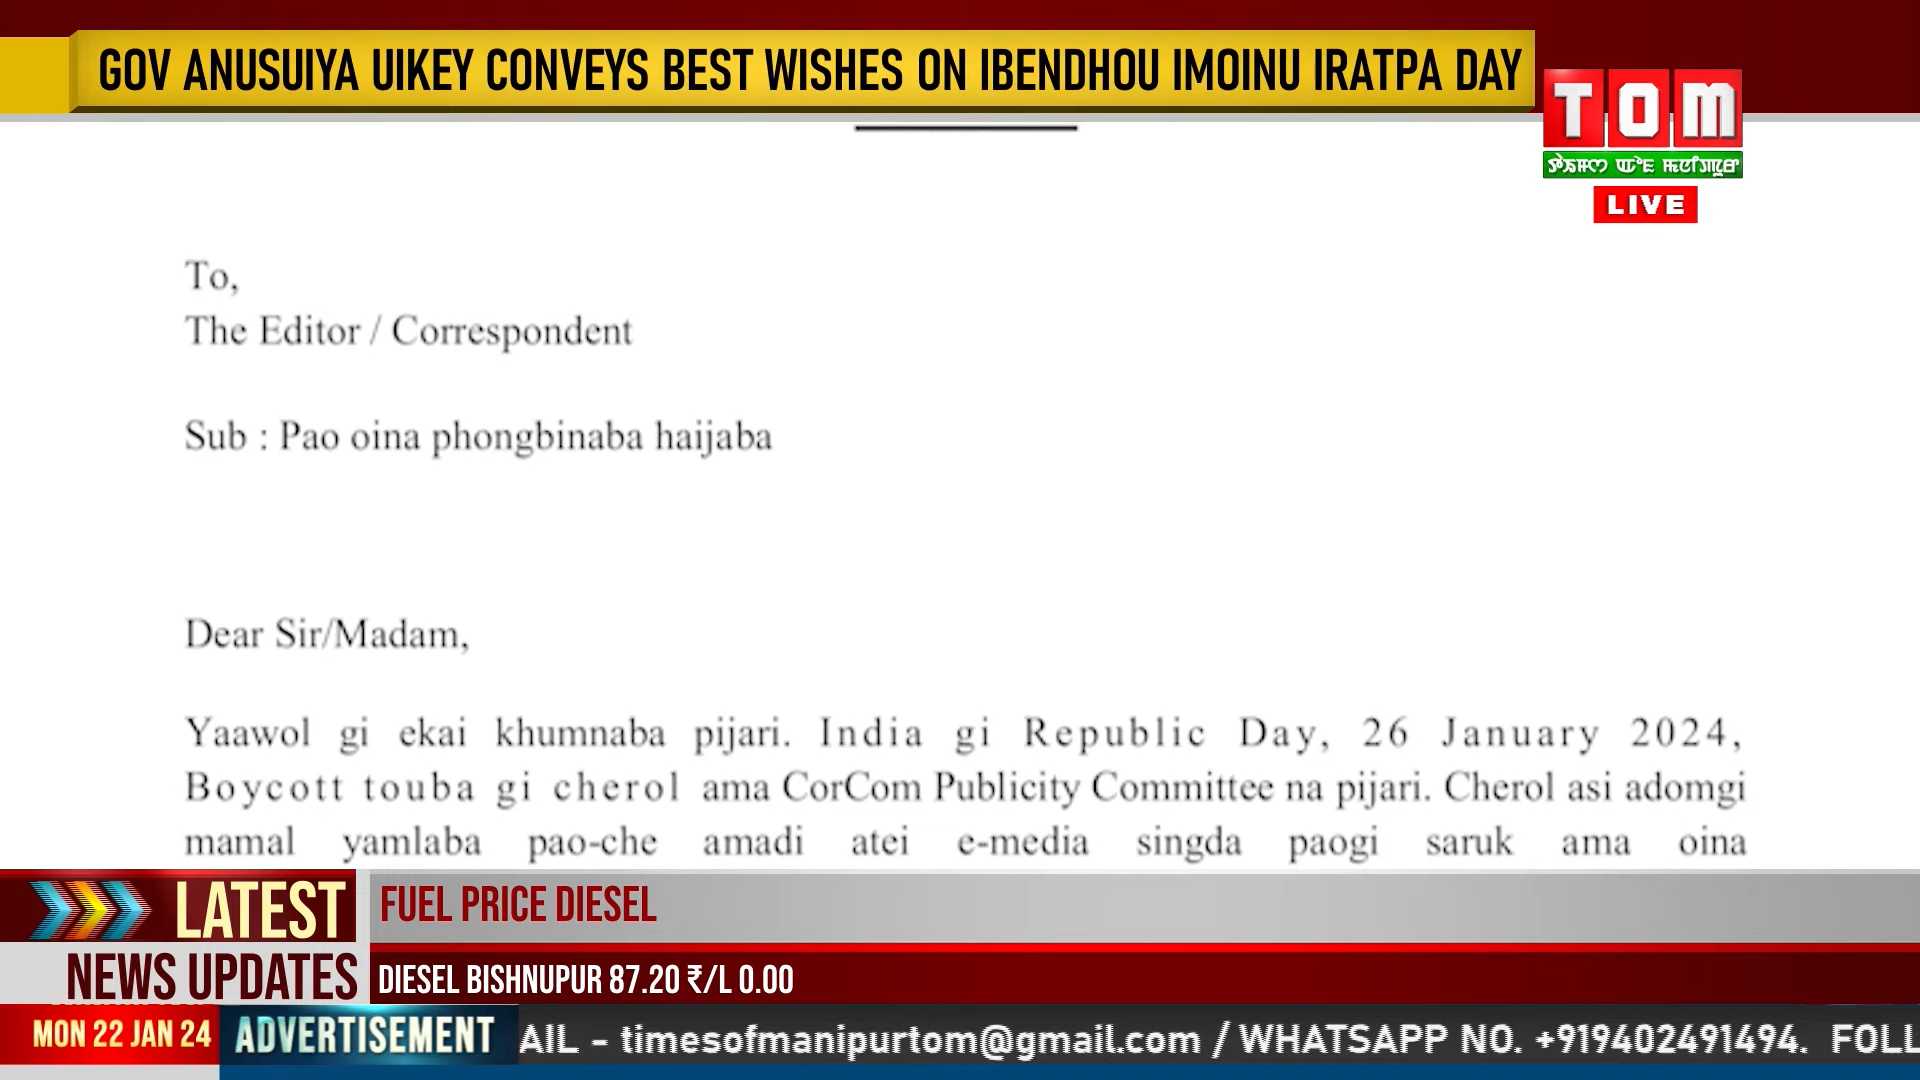 GOV ANUSUIYA UIKEY CONVEYS BEST WISHES ON IBENDHOU IMOINU IRATPA DAY
TOM
LIVE
To,
The Editor / Correspondent
Sub : Pao oina phongbinaba haijaba
Dear Sir/Madam,
Yaawol gi ekai khumnaba pijari. India gi Republic Day, 26 January 2024,
Boycott touba gi cherol ama CorCom Publicity Committee na pijari. Cherol asi adomgi
mamal yamlaba pao-che amadi atei e-media singda paogi saruk ama oina
LATEST
NEWS UPDATES
FUEL PRICE DIESEL
DIESEL BISHNUPUR 87.20 ₹/L 0.00
MON 22 JAN 24
ADVERTISEMENT
AIL - timesofmanipurtom@gmail.com / WHATSAPP NO. +919402491494. FOLL